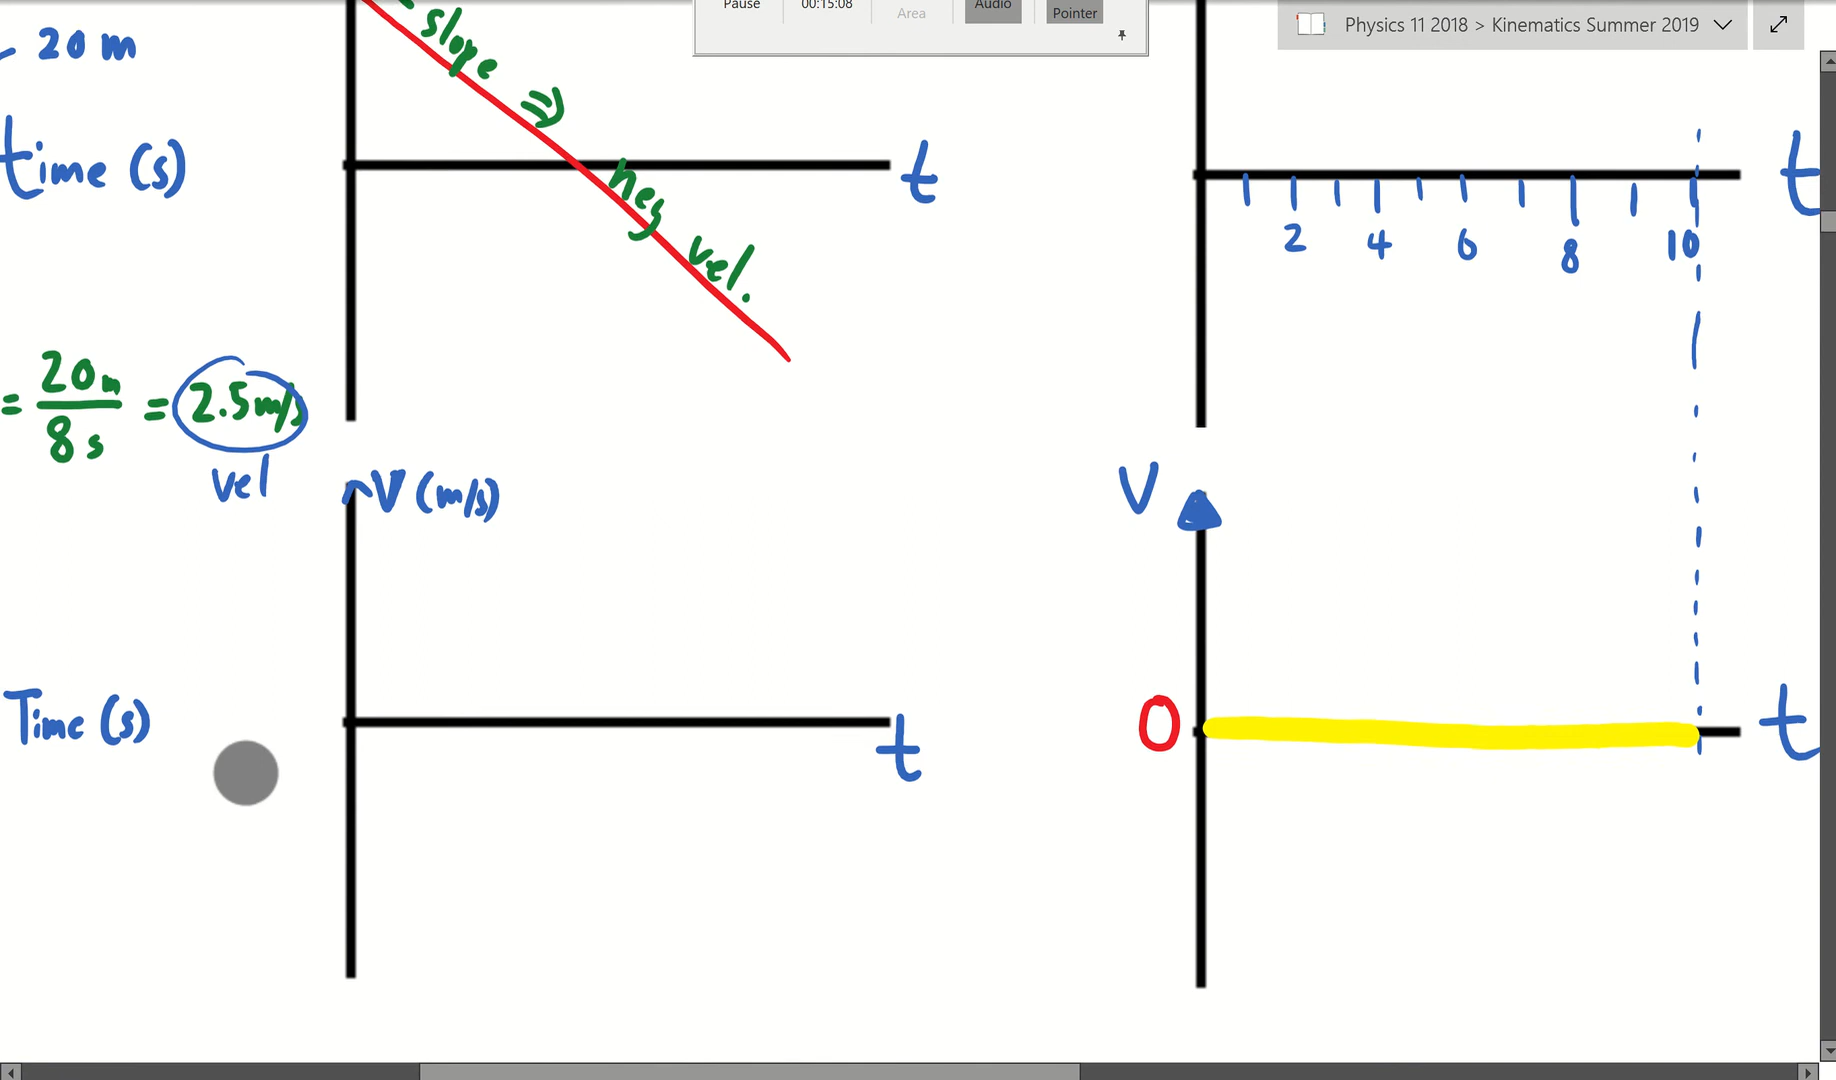 Pause
00:15:08
Area
Audio
Pointer
Physics 11 2018 > Kinematics Summer 2019
20 m
time (s)
slope
⇒
neg
vel.
t
t
2 4 6 8 10
= 20m / 8s = 2.5m/s
vel
V (m/s)
V
Time (s)
t
0
t